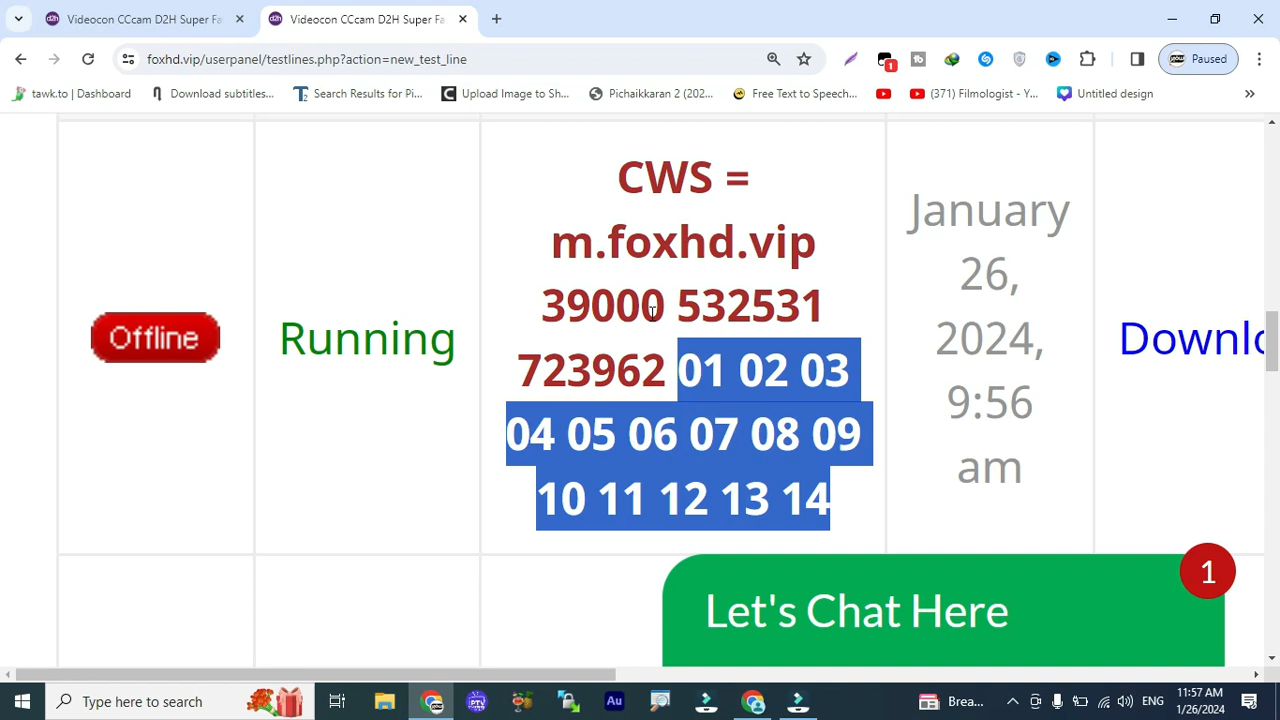 Videocon CCcam D2H Super Fa
Videocon CCcam D2H Super Fa
foxhd.vip/userpanel/testlines.php?action=new_test_line
1
Paused
tawk.to | Dashboard
Download subtitles...
Search Results for Pi...
Upload Image to Sh...
Pichaikkaran 2 (202...
Free Text to Speech...
(371) Filmologist - Y...
Untitled design
Offline
Running
CWS =
m.foxhd.vip
39000 532531
723962 01 02 03
04 05 06 07 08 09
10 11 12 13 14
January
26,
2024,
9:56
am
Downlo
Let's Chat Here
1
Type here to search
PTV
Au
Brea...
ENG
11:57 AM
1/26/2024